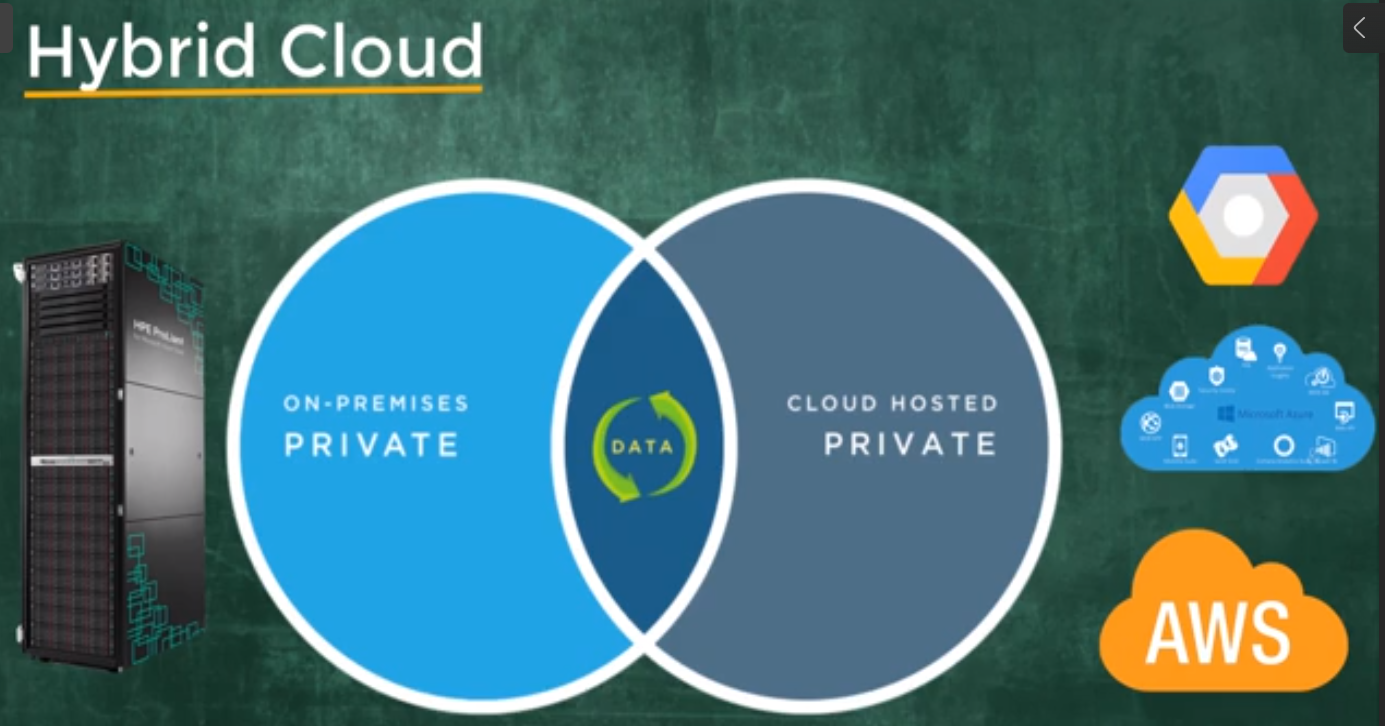 Hybrid Cloud
HPE ProLiant
ON-PREMISES
PRIVATE
DATA
CLOUD HOSTED
PRIVATE
Microsoft Azure
AWS